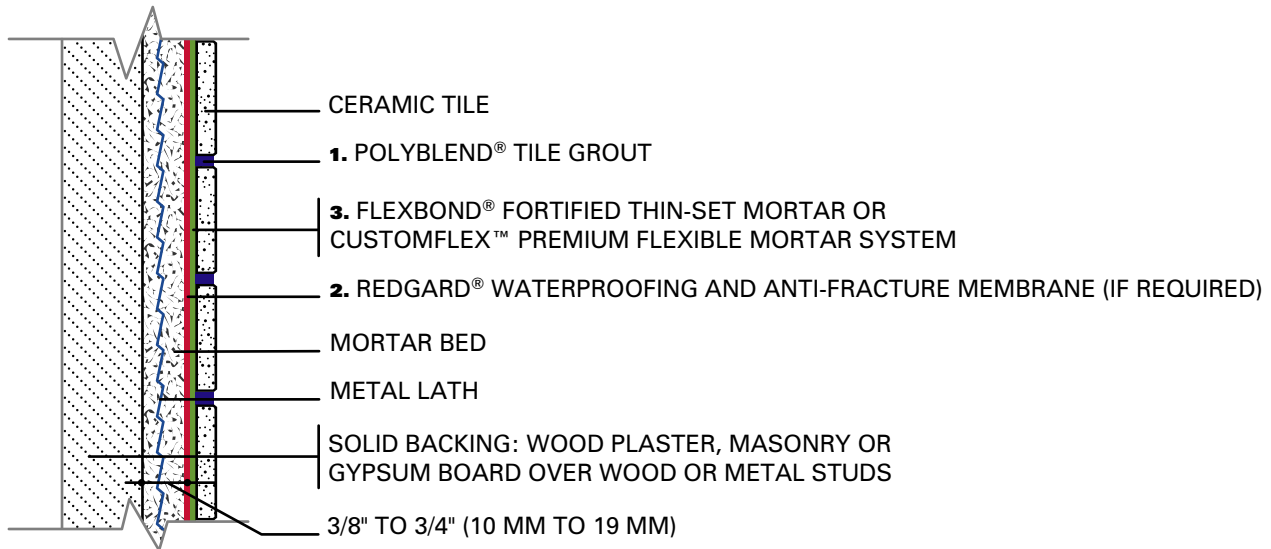 CERAMIC TILE
1. POLYBLEND® TILE GROUT
3. FLEXBOND® FORTIFIED THIN-SET MORTAR OR
CUSTOMFLEX™ PREMIUM FLEXIBLE MORTAR SYSTEM
2. REDGARD® WATERPROOFING AND ANTI-FRACTURE MEMBRANE (IF REQUIRED)
MORTAR BED
METAL LATH
SOLID BACKING: WOOD PLASTER, MASONRY OR
GYPSUM BOARD OVER WOOD OR METAL STUDS
3/8" TO 3/4" (10 MM TO 19 MM)